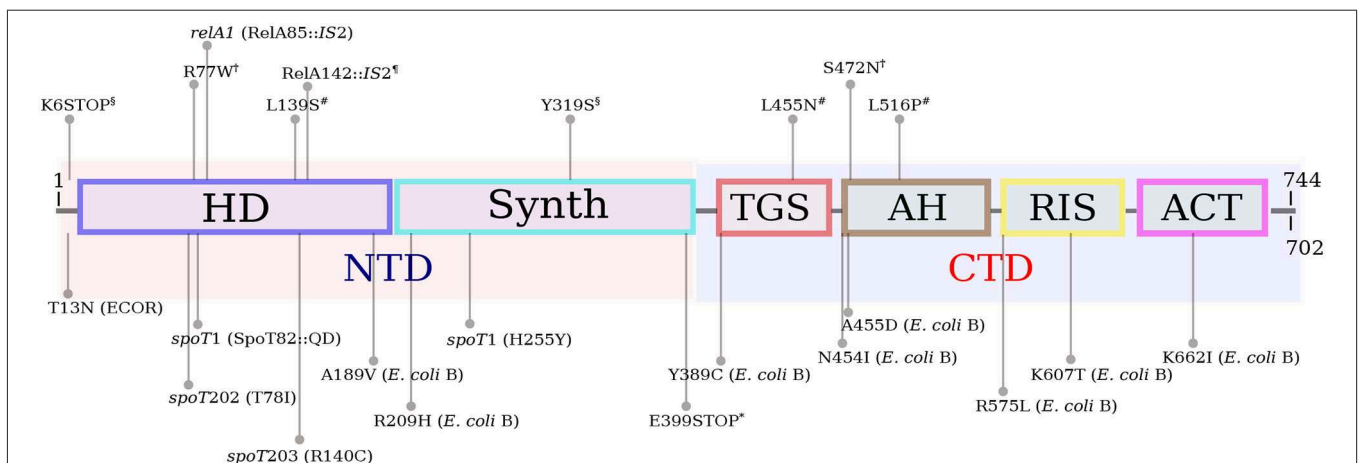 relA1 (RelA85::IS2)
R77W† RelA142::IS2¶ S472N†
K6STOP§ L139S# Y319S§ L455N# L516P#
1 744
HD Synth TGS AH RIS ACT
702
NTD CTD
T13N (ECOR)
A455D (E. coli B)
spoT1 (SpoT82::QD) spoT1 (H255Y)
N454I (E. coli B) K662I (E. coli B)
A189V (E. coli B) Y389C (E. coli B) K607T (E. coli B)
spoT202 (T78I)
R575L (E. coli B)
R209H (E. coli B) E399STOP*
spoT203 (R140C)